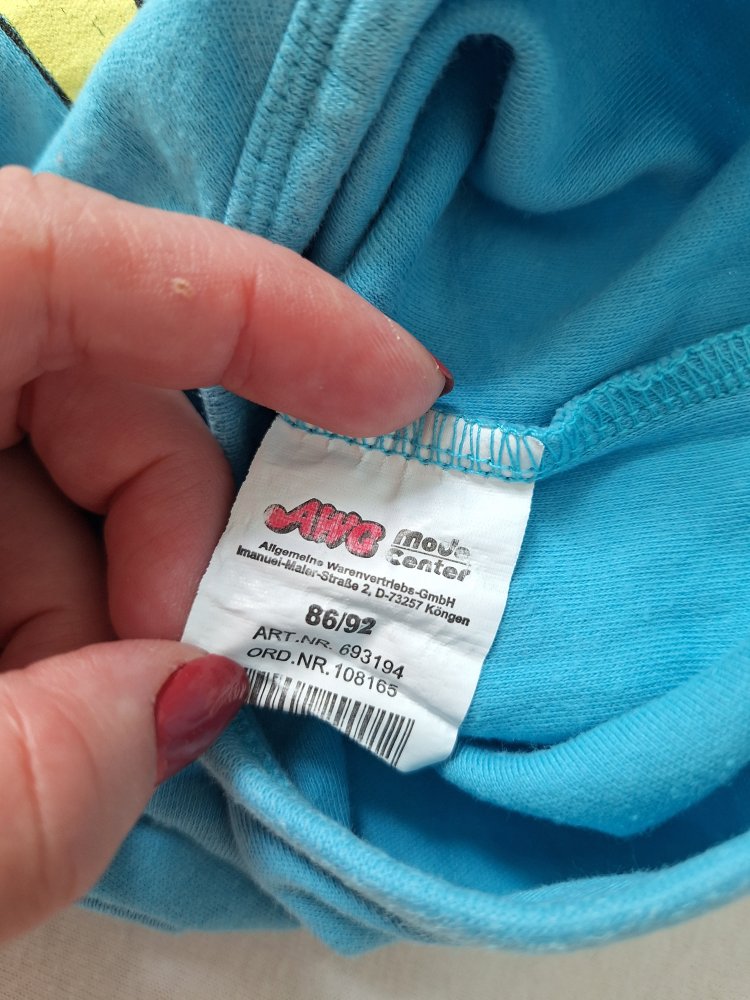 AWG
Mode
Center
Allgemeine Warenvertriebs-GmbH
Imanuel-Maier-Straße 2, D-73257 Köngen
86/92
ART.NR. 693194
ORD.NR.108165